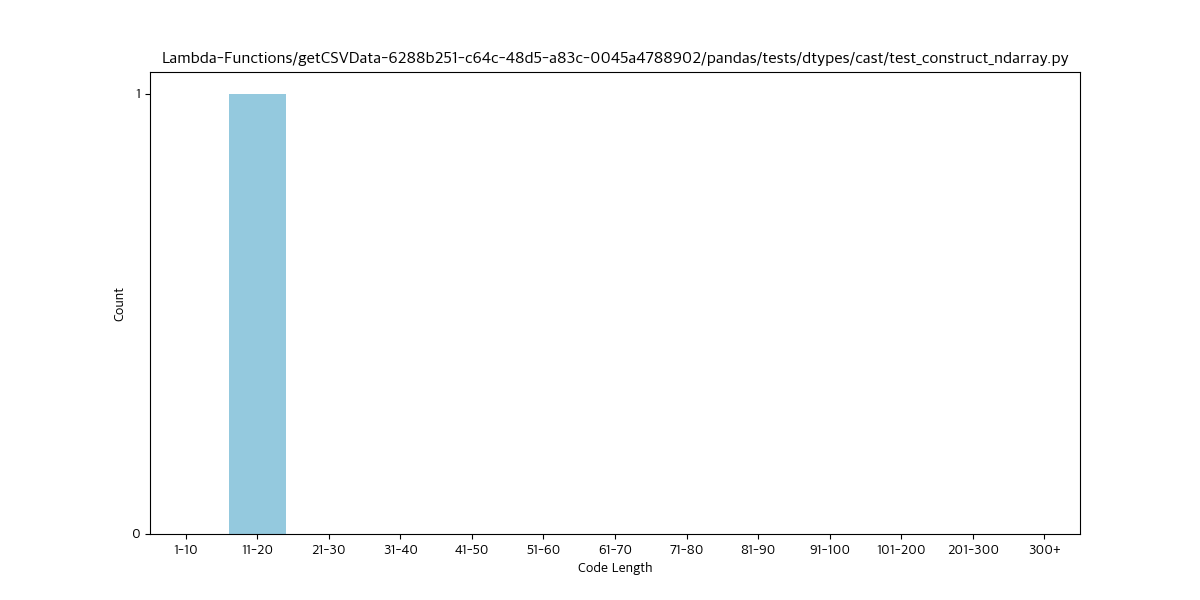 Lambda-Functions/getCSVData-6288b251-c64c-48d5-a83c-0045a4788902/pandas/tests/dtypes/cast/test_construct_ndarray.py
1
Count
0
1-10 11-20 21-30 31-40 41-50 51-60 61-70 71-80 81-90 91-100 101-200 201-300 300+
Code Length